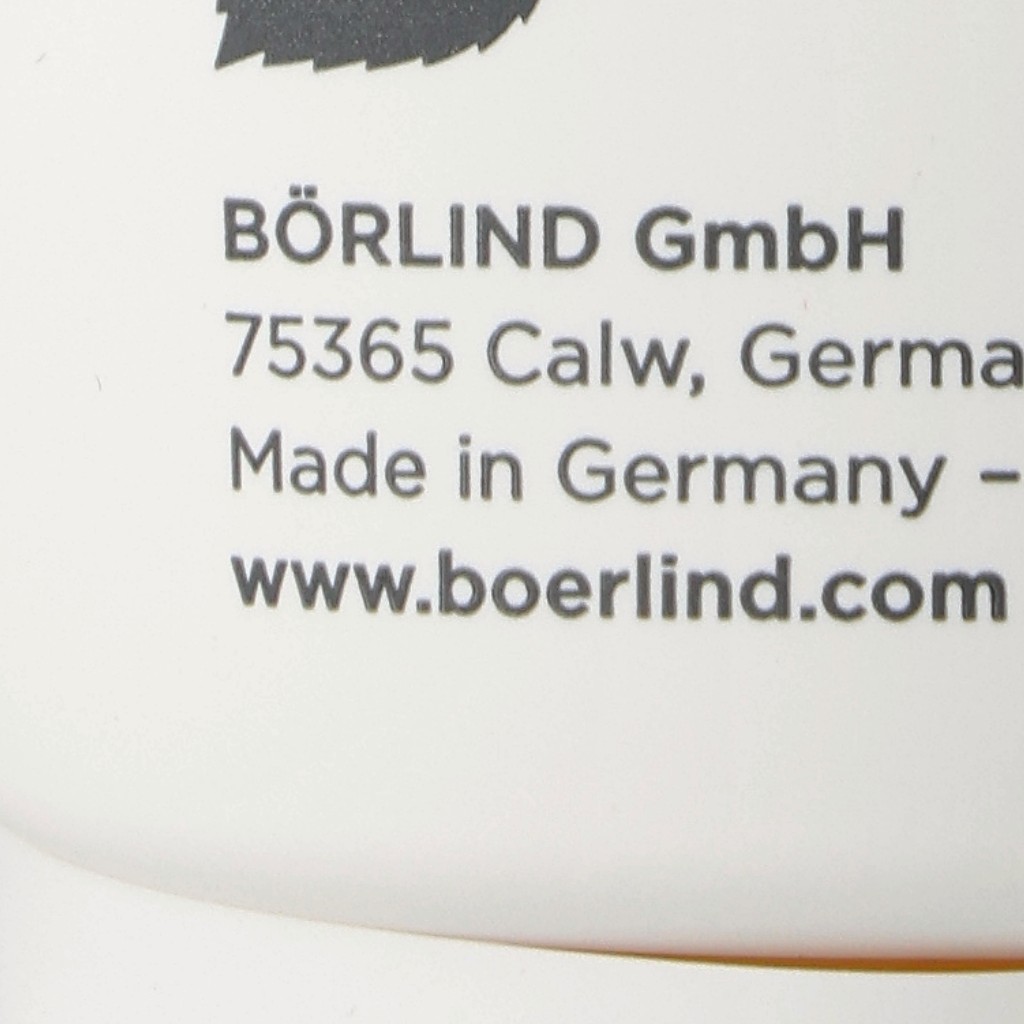 BÖRLIND GmbH
75365 Calw, Germa
Made in Germany –
www.boerlind.com